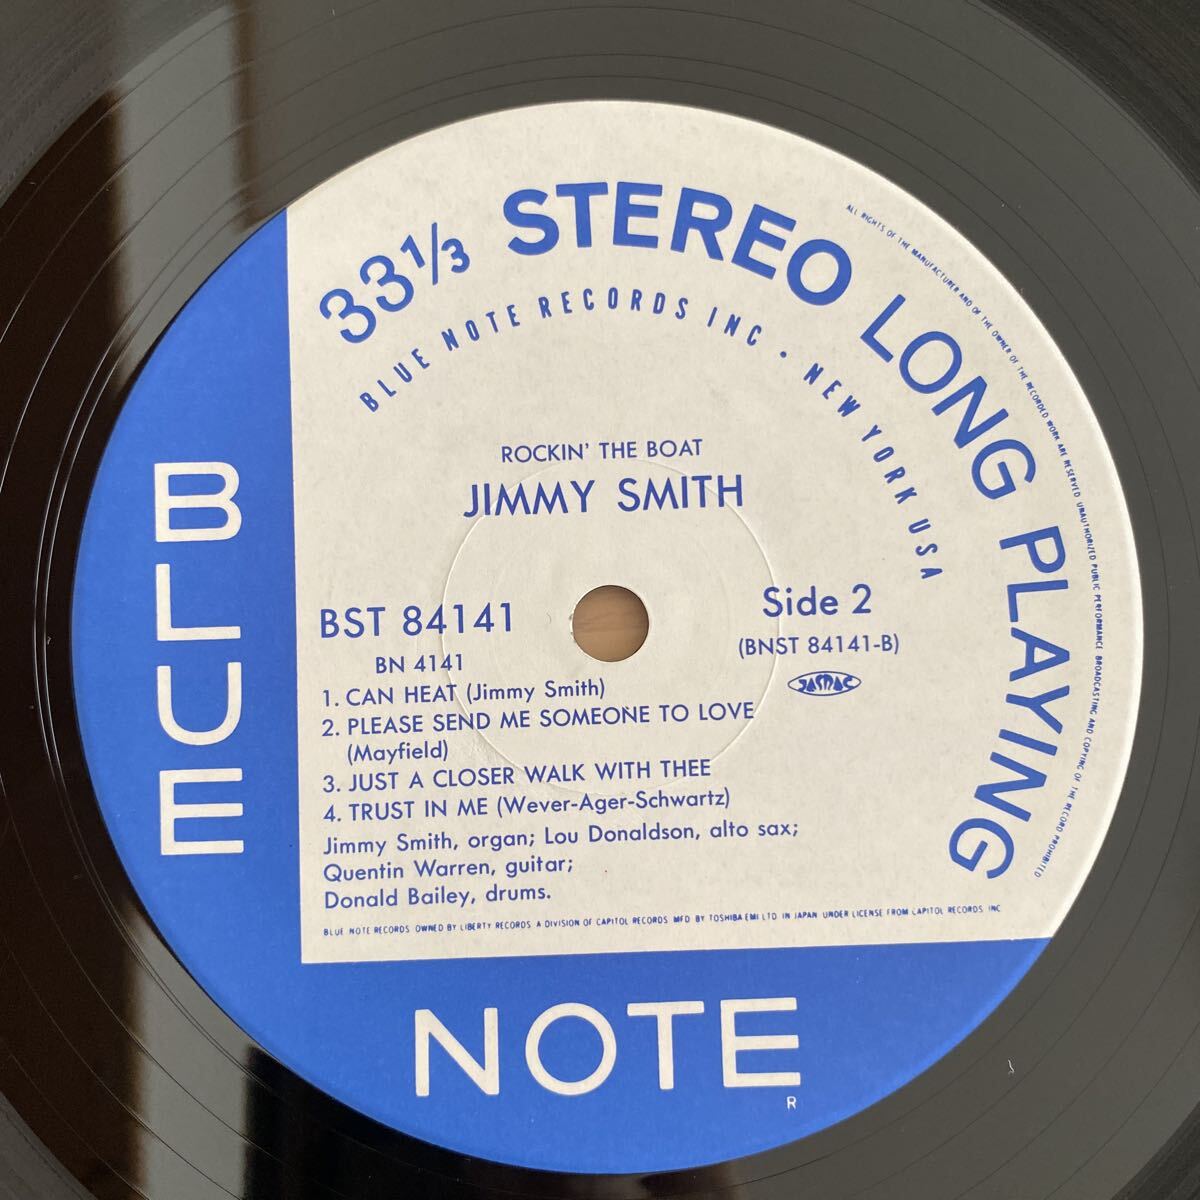 33 1/3 STEREO LONG PLAYING
BLUE NOTE RECORDS INC • NEW YORK USA
ALL RIGHTS OF THE MANUFACTURER AND OF THE OWNER OF THE RECORDED WORK ARE RESERVED UNAUTHORIZED PUBLIC PERFORMANCE BROADCASTING AND COPYING OF THE RECORD PROHIBITED
ROCKIN' THE BOAT
JIMMY SMITH
BST 84141
BN 4141
Side 2
(BNST 84141-B)
JASRAC
1. CAN HEAT (Jimmy Smith)
2. PLEASE SEND ME SOMEONE TO LOVE
(Mayfield)
3. JUST A CLOSER WALK WITH THEE
4. TRUST IN ME (Wever-Ager-Schwartz)
Jimmy Smith, organ; Lou Donaldson, alto sax;
Quentin Warren, guitar;
Donald Bailey, drums.
BLUE NOTE RECORDS OWNED BY LIBERTY RECORDS A DIVISION OF CAPITOL RECORDS MFD BY TOSHIBA EMI LTD IN JAPAN UNDER LICENSE FROM CAPITOL RECORDS INC
BLUE
NOTE
R